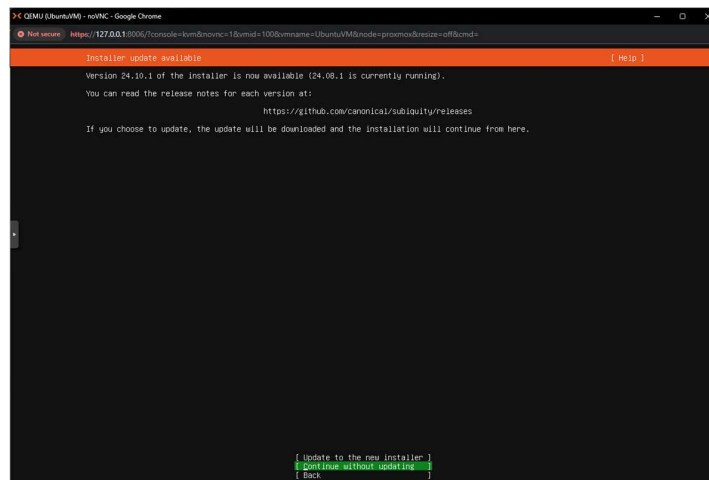 QEMU (UbuntuVM) - noVNC - Google Chrome
Not secure https://127.0.0.1:8006/?console=kvm&novnc=1&vmid=100&vmname=UbuntuVM&node=proxmox&resize=off&cmd=
Installer update available [ Help ]
Version 24.10.1 of the installer is now available (24.08.1 is currently running).
You can read the release notes for each version at:
https://github.com/canonical/subiquity/releases
If you choose to update, the update will be downloaded and the installation will continue from here.
[ Update to the new installer ]
[ Continue without updating ]
[ Back ]